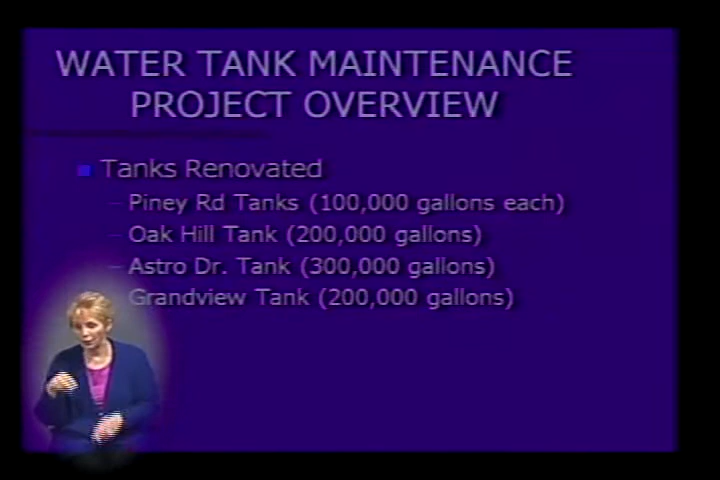 WATER TANK MAINTENANCE
PROJECT OVERVIEW
Tanks Renovated
– Piney Rd Tanks (100,000 gallons each)
– Oak Hill Tank (200,000 gallons)
– Astro Dr. Tank (300,000 gallons)
Grandview Tank (200,000 gallons)